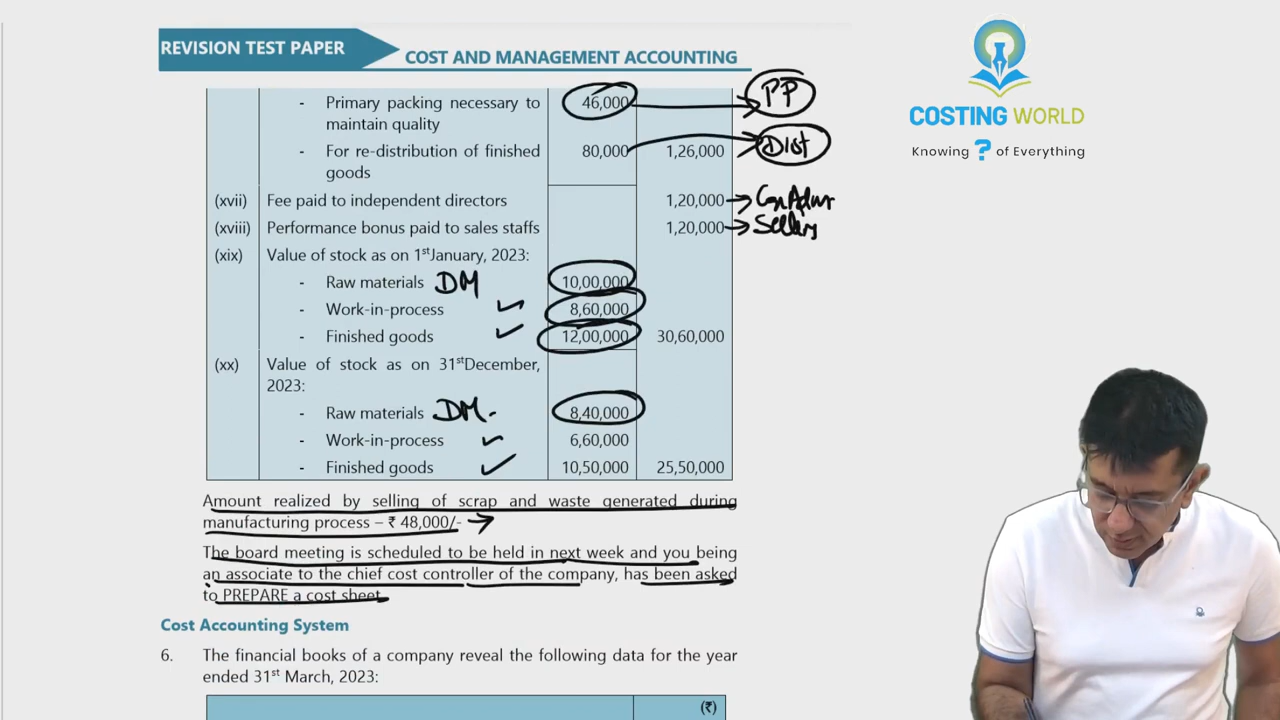 REVISION TEST PAPER
COST AND MANAGEMENT ACCOUNTING
- Primary packing necessary to 46,000 PP
maintain quality
- For re-distribution of finished 80,000 1,26,000 Dist
goods
(xvii) Fee paid to independent directors 1,20,000
(xviii) Performance bonus paid to sales staffs 1,20,000 Selling
(xix) Value of stock as on 1st January, 2023:
- Raw materials DM 10,00,000
- Work-in-process 8,60,000
- Finished goods 12,00,000 30,60,000
(xx) Value of stock as on 31st December,
2023:
- Raw materials DM 8,40,000
- Work-in-process 6,60,000
- Finished goods 10,50,000 25,50,000
Amount realized by selling of scrap and waste generated during
manufacturing process – ₹ 48,000/-
The board meeting is scheduled to be held in next week and you being
an associate to the chief cost controller of the company, has been asked
to PREPARE a cost sheet.
Cost Accounting System
6. The financial books of a company reveal the following data for the year
ended 31st March, 2023:
(₹)
COSTING WORLD
Knowing ? of Everything